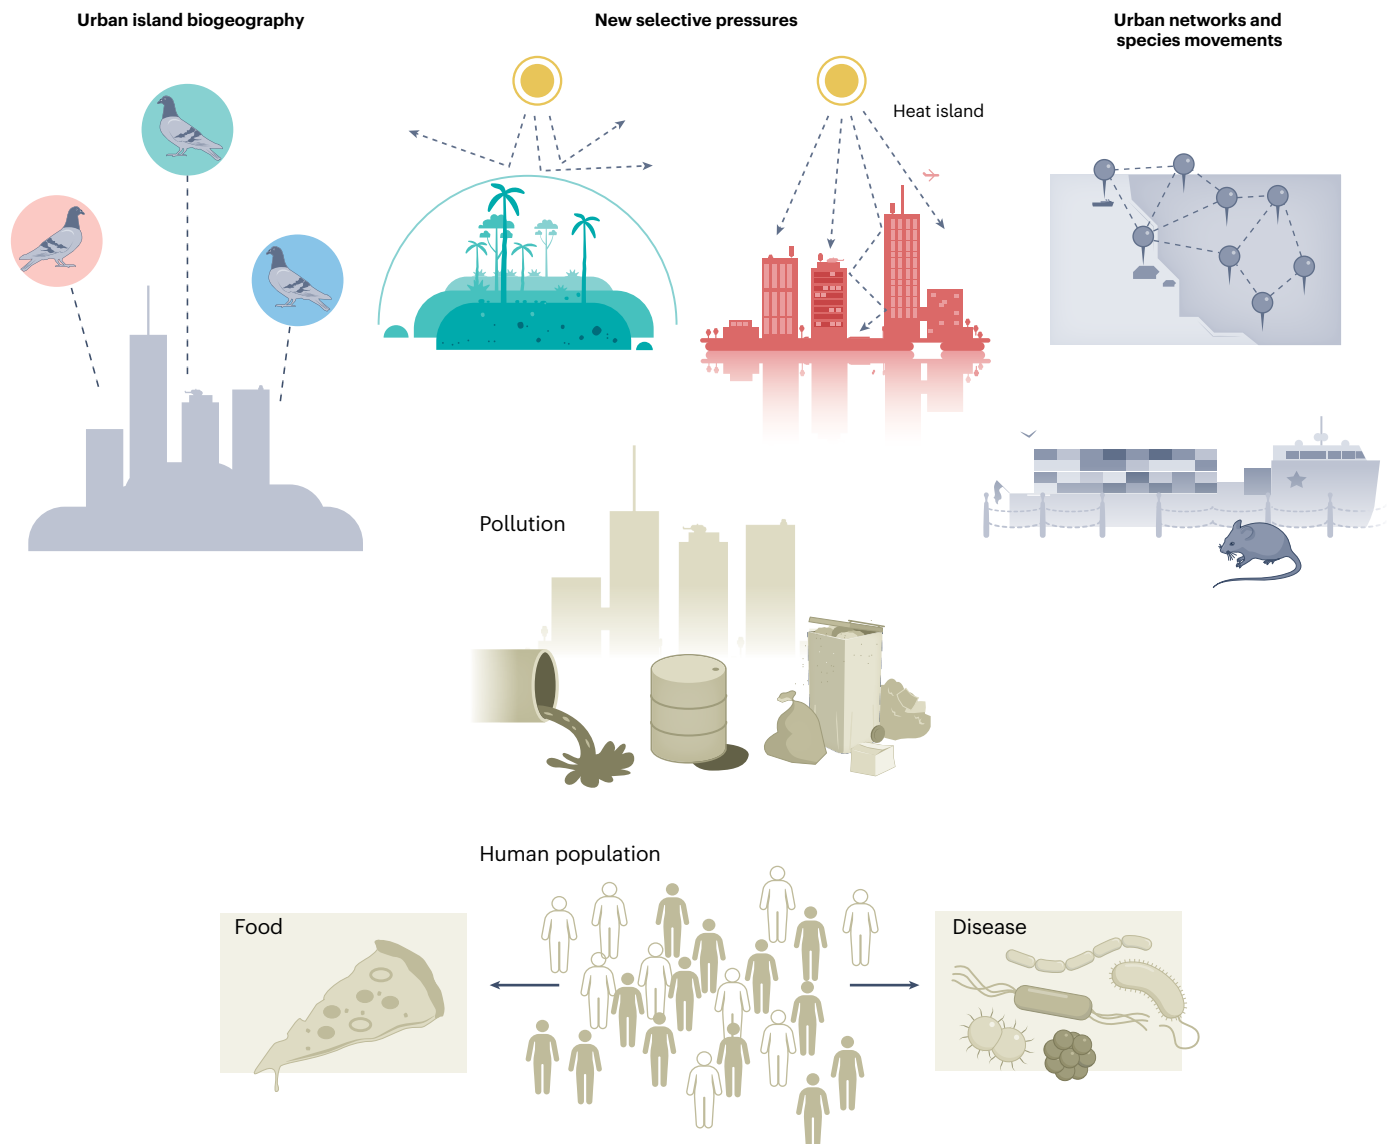 Urban island biogeography
New selective pressures
Urban networks and
species movements
Heat island
Pollution
Human population
Food
Disease